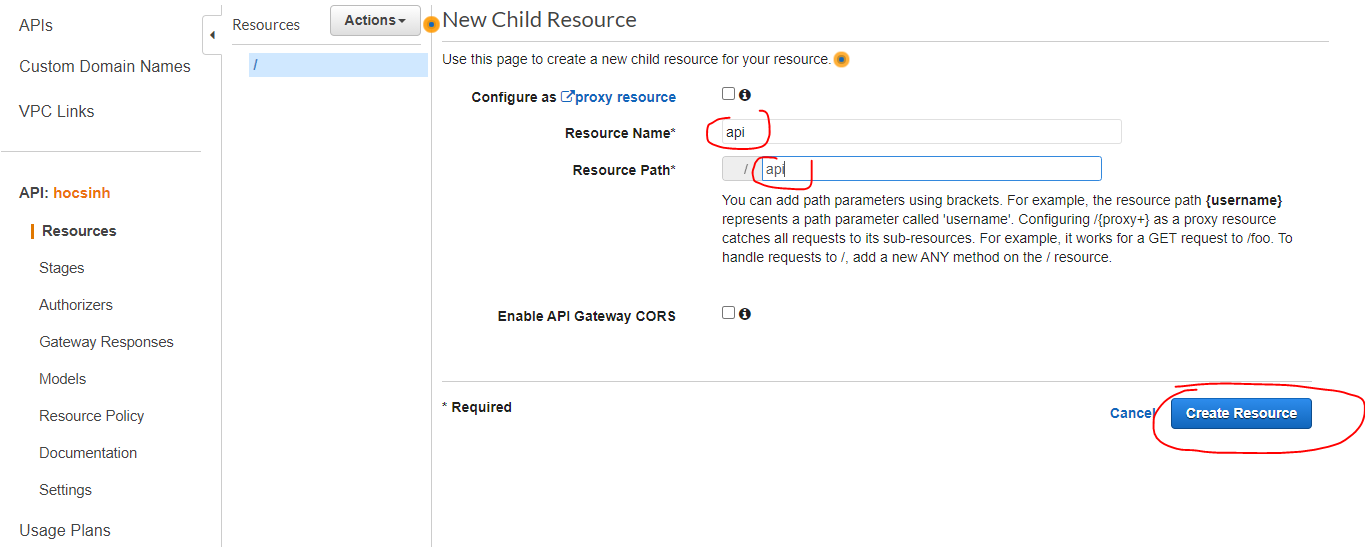 APIs
Custom Domain Names
VPC Links
API: hocsinh
Resources
Stages
Authorizers
Gateway Responses
Models
Resource Policy
Documentation
Settings
Usage Plans
Resources
Actions
/
New Child Resource
Use this page to create a new child resource for your resource.
Configure as proxy resource
Resource Name* api
Resource Path* / api
You can add path parameters using brackets. For example, the resource path {username}
represents a path parameter called 'username'. Configuring /{proxy+} as a proxy resource
catches all requests to its sub-resources. For example, it works for a GET request to /foo. To
handle requests to /, add a new ANY method on the / resource.
Enable API Gateway CORS
* Required
Cancel Create Resource